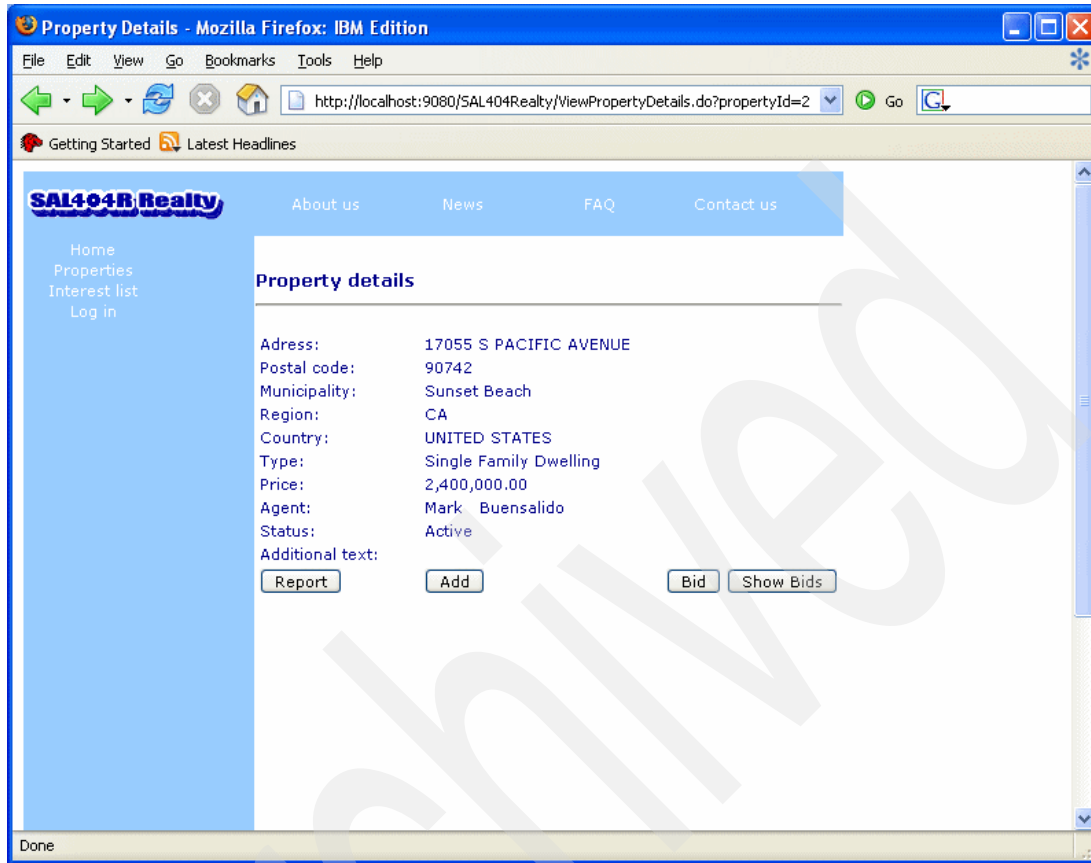 Property Details - Mozilla Firefox: IBM Edition
File Edit View Go Bookmarks Tools Help
http://localhost:9080/SAL404Realty/ViewPropertyDetails.do?propertyId=2 Go G
Getting Started Latest Headlines
SAL404R Realty About us News FAQ Contact us
Home
Properties
Interest list
Log in
Property details
Adress: 17055 S PACIFIC AVENUE
Postal code: 90742
Municipality: Sunset Beach
Region: CA
Country: UNITED STATES
Type: Single Family Dwelling
Price: 2,400,000.00
Agent: Mark Buensalido
Status: Active
Additional text:
Report Add Bid Show Bids
Done